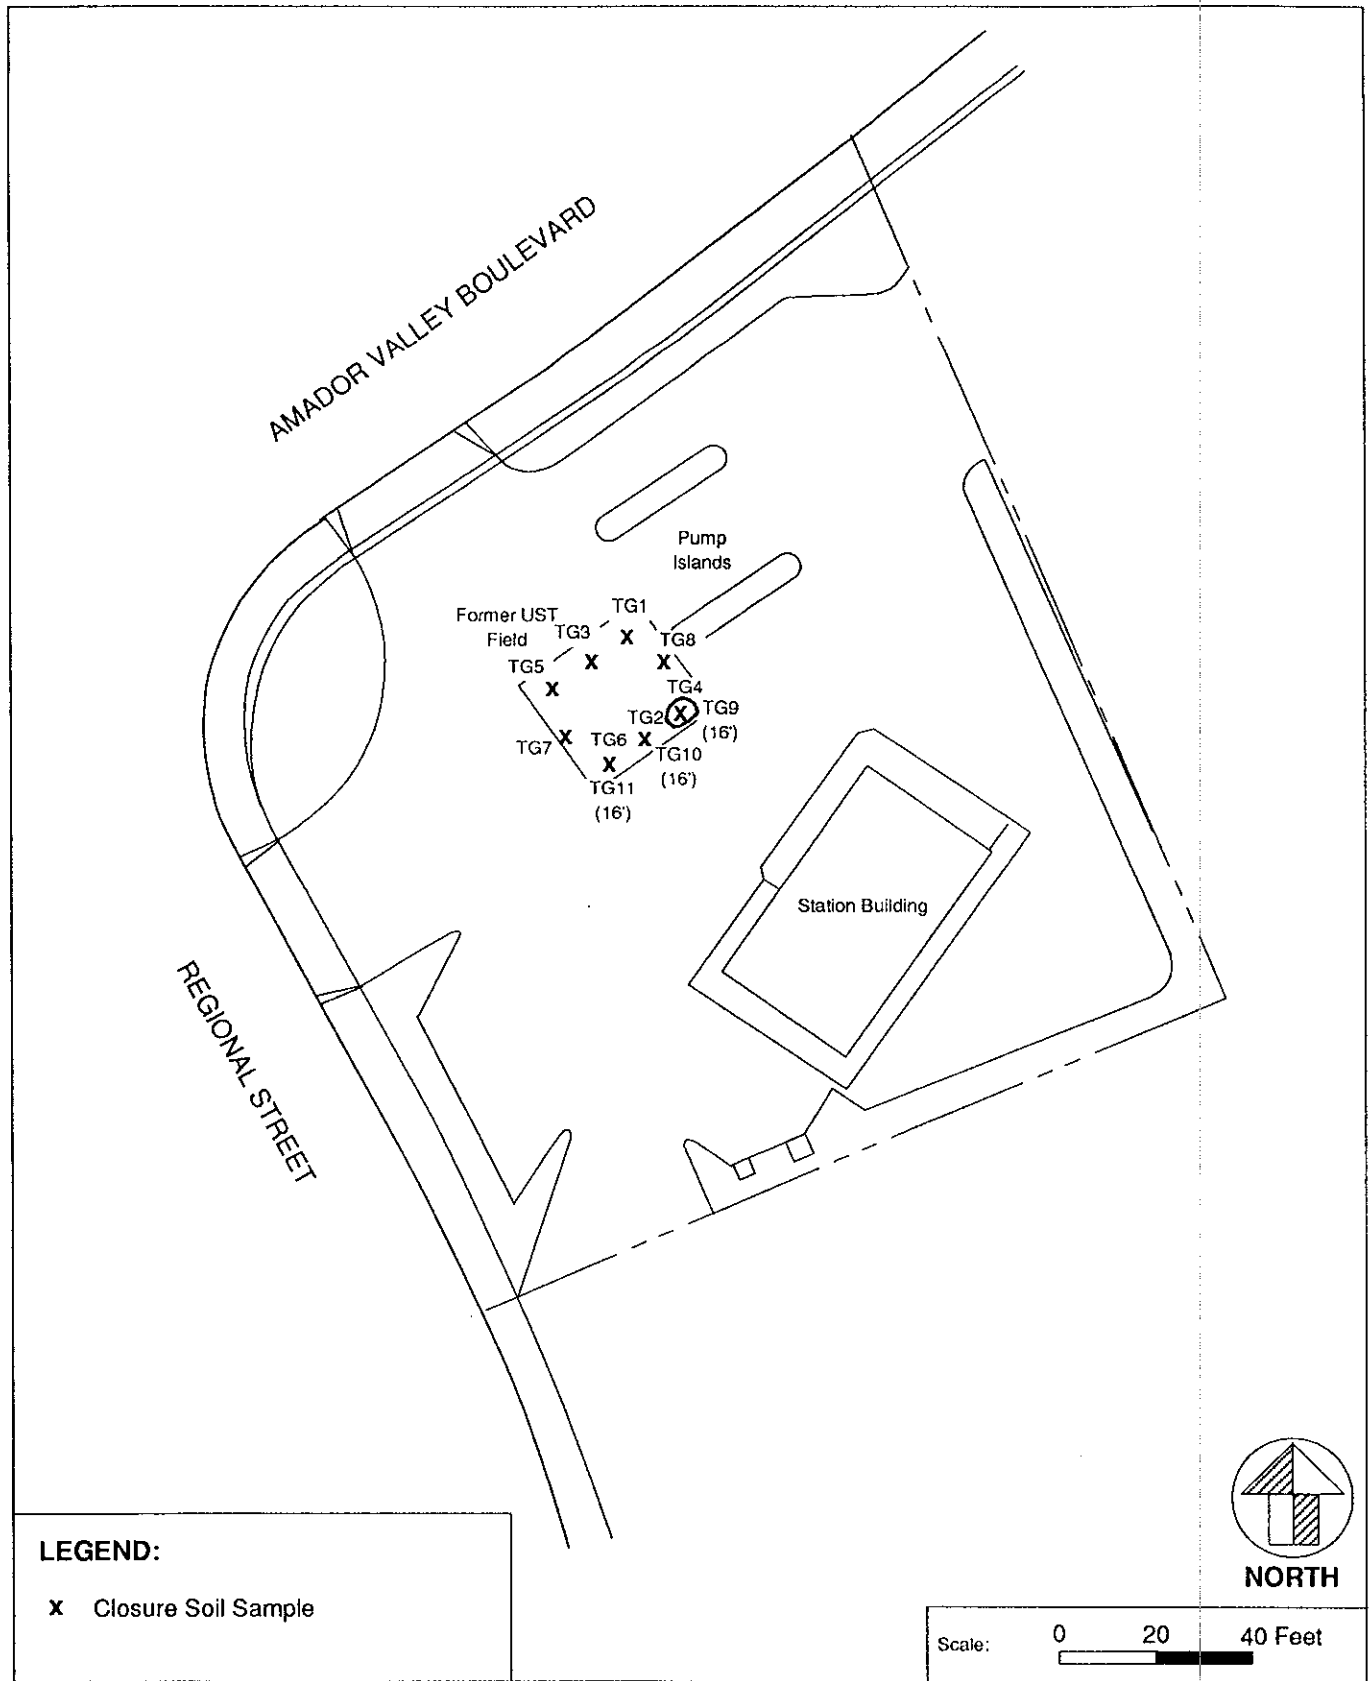 AMADOR VALLEY BOULEVARD
Pump
Islands
Former UST
Field
TG1
TG3
TG8
TG5
TG4
TG2
TG9
(16')
TG7
TG6
TG10
(16')
TG11
(16')
X
X
X
X
X
X
X
X
Station Building
REGIONAL STREET
LEGEND:
X Closure Soil Sample
NORTH
Scale:
0 20 40 Feet